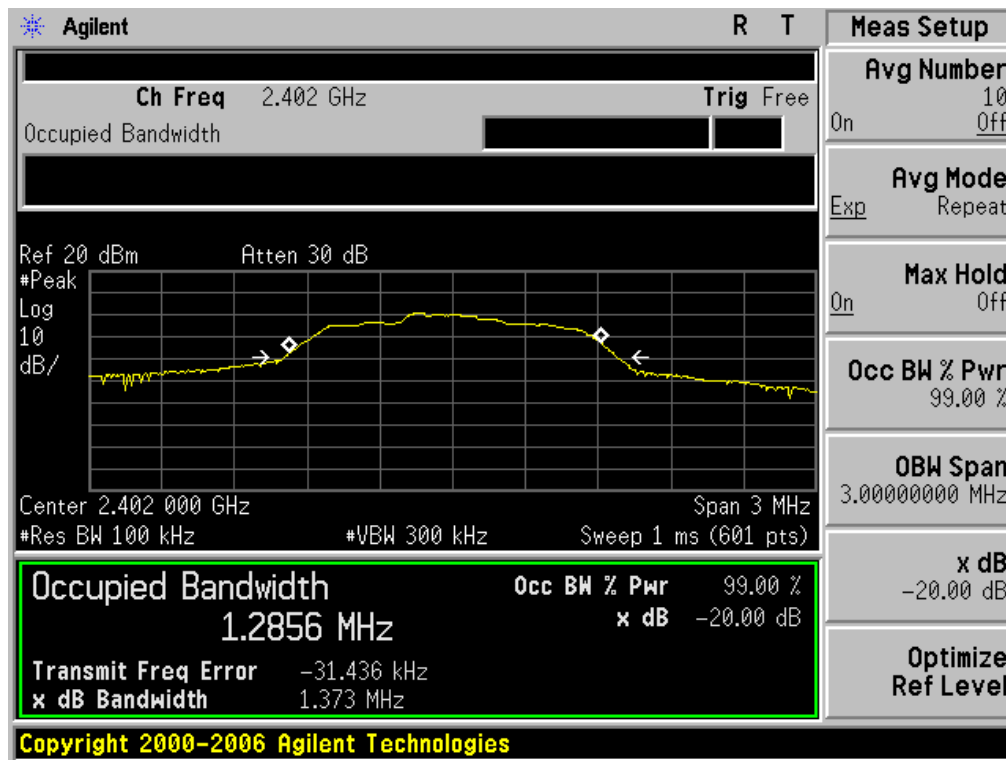 Agilent R T
Ch Freq 2.402 GHz Trig Free
Occupied Bandwidth
Ref 20 dBm Atten 30 dB
#Peak
Log
10
dB/
Center 2.402 000 GHz Span 3 MHz
#Res BW 100 kHz #VBW 300 kHz Sweep 1 ms (601 pts)
Occupied Bandwidth Occ BW % Pwr 99.00 %
1.2856 MHz x dB -20.00 dB
Transmit Freq Error -31.436 kHz
x dB Bandwidth 1.373 MHz
Copyright 2000-2006 Agilent Technologies
Meas Setup
Avg Number
10
On Off
Avg Mode
Exp Repeat
Max Hold
On Off
Occ BW % Pwr
99.00 %
OBW Span
3.00000000 MHz
x dB
-20.00 dB
Optimize
Ref Level